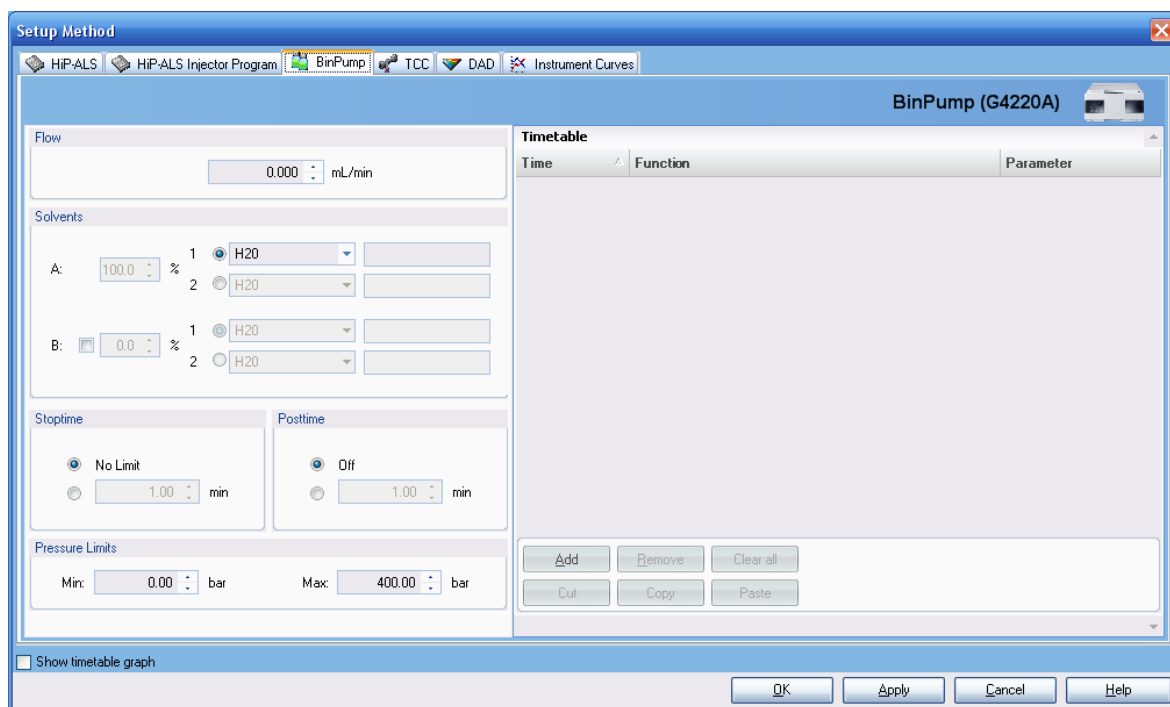 Setup Method
HiP-ALS HiP-ALS Injector Program BinPump TCC DAD Instrument Curves
BinPump (G4220A)
Flow
0.000 mL/min
Solvents
A: 100.0 % 1 H20
2 H20
B: 0.0 % 1 H20
2 H20
Stoptime
No Limit
1.00 min
Posttime
Off
1.00 min
Pressure Limits
Min: 0.00 bar Max: 400.00 bar
Timetable
Time Function Parameter
Add Remove Clear all
Cut Copy Paste
Show timetable graph
OK Apply Cancel Help